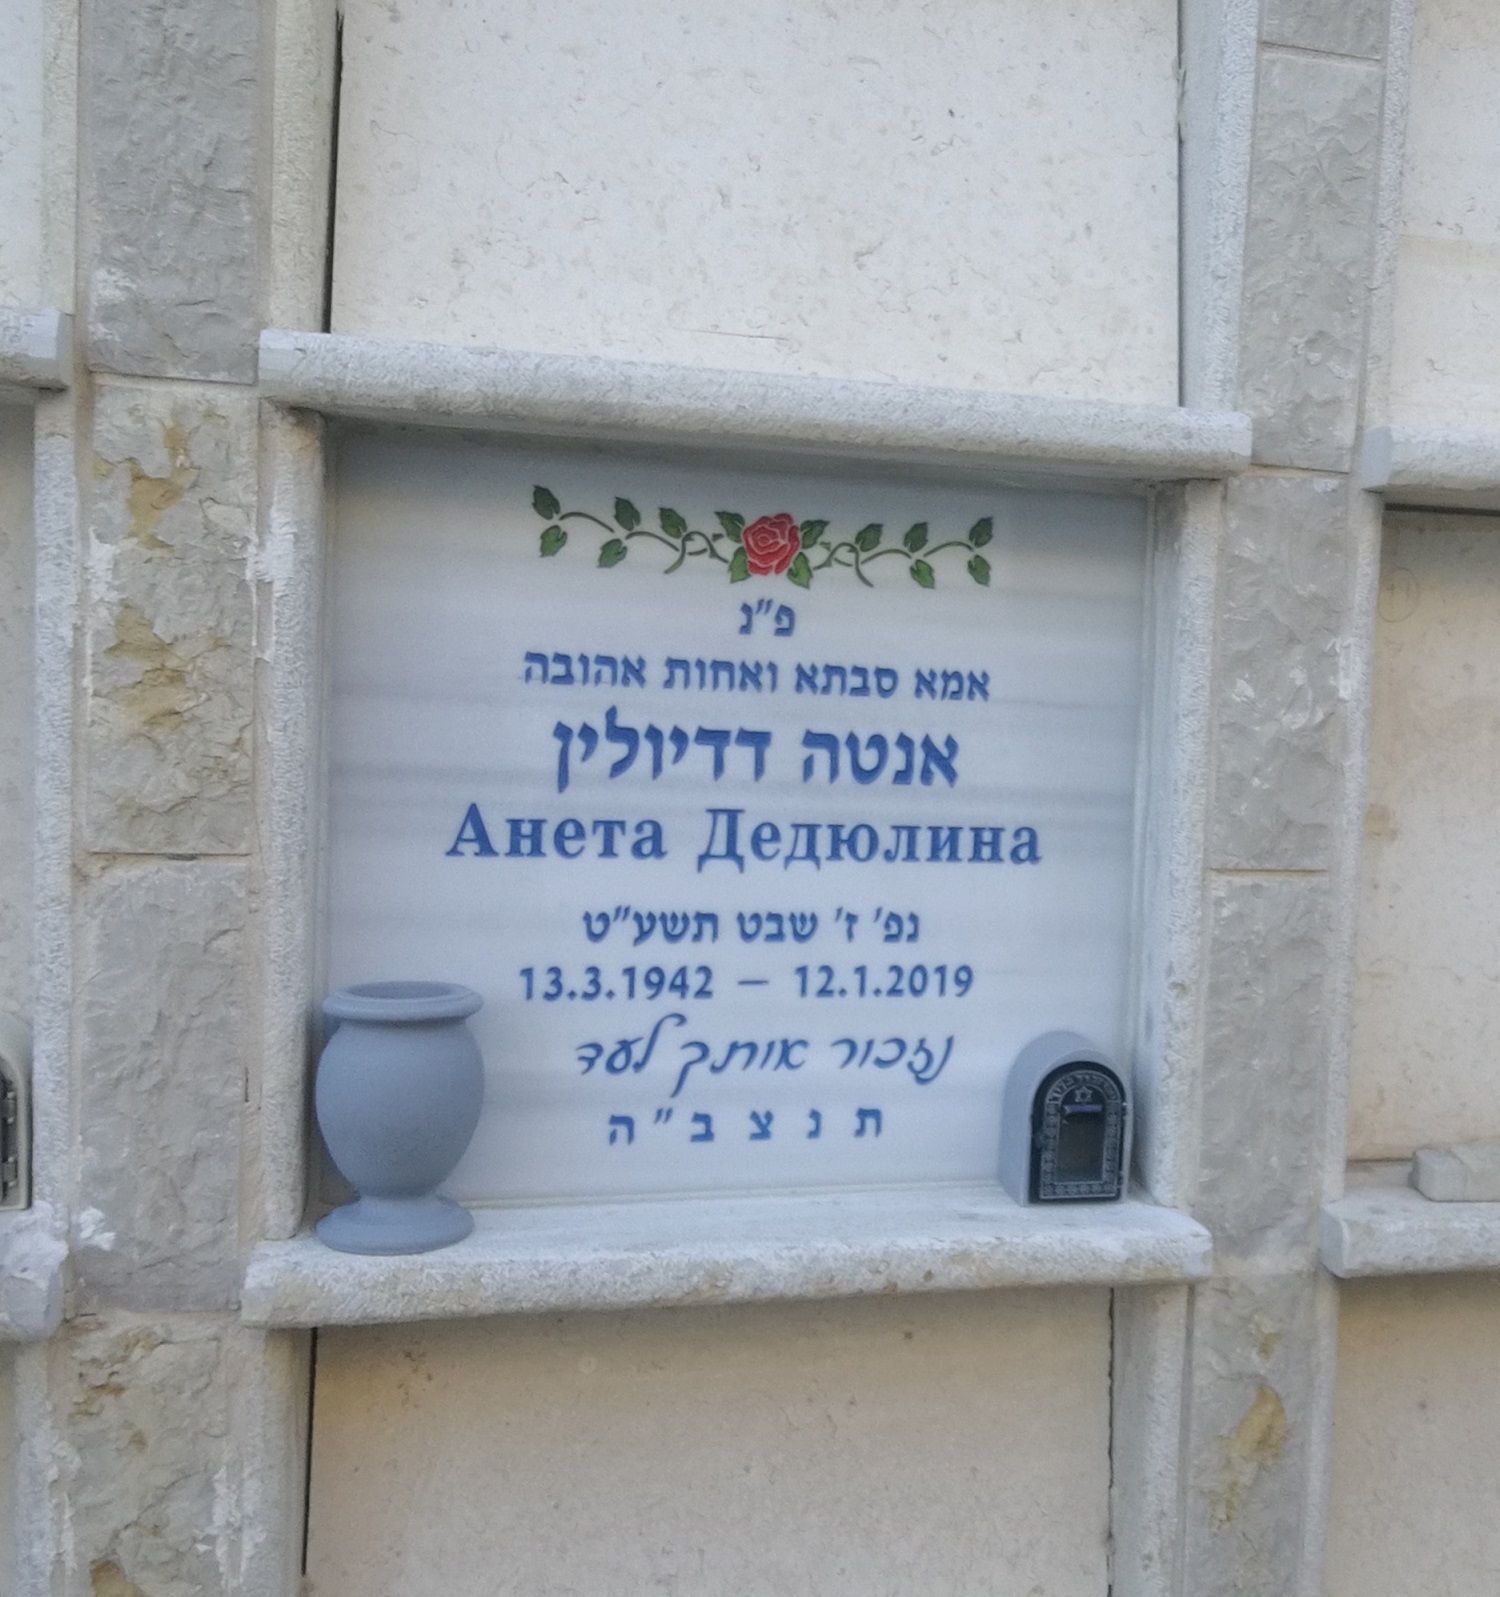 פ"נ
אמא סבתא ואחות אהובה
אנטה דדיולין
Анета Дедюлина
נפ' ז' שבט תשע"ט
13.3.1942 – 12.1.2019
נזכור אותך לעד
ת נ צ ב "ה